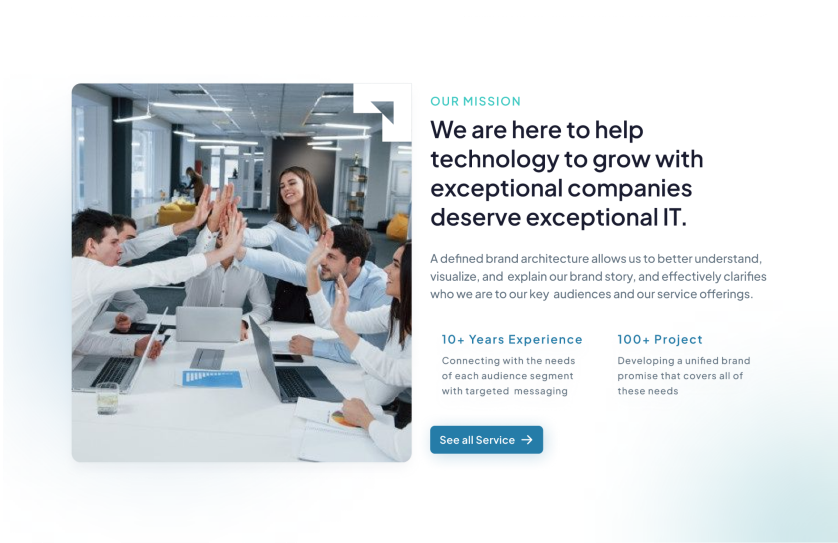 OUR MISSION
We are here to help
technology to grow with
exceptional companies
deserve exceptional IT.
A defined brand architecture allows us to better understand,
visualize, and explain our brand story, and effectively clarifies
who we are to our key audiences and our service offerings.
10+ Years Experience
Connecting with the needs
of each audience segment
with targeted messaging
100+ Project
Developing a unified brand
promise that covers all of
these needs
See all Service →